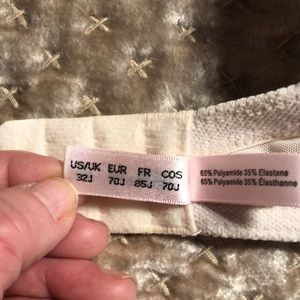 US/UK EUR FR COS
32J 70J 85J 70J
65% Polyamide 35% Elastane
65% Polyamide 35% Élasthanne